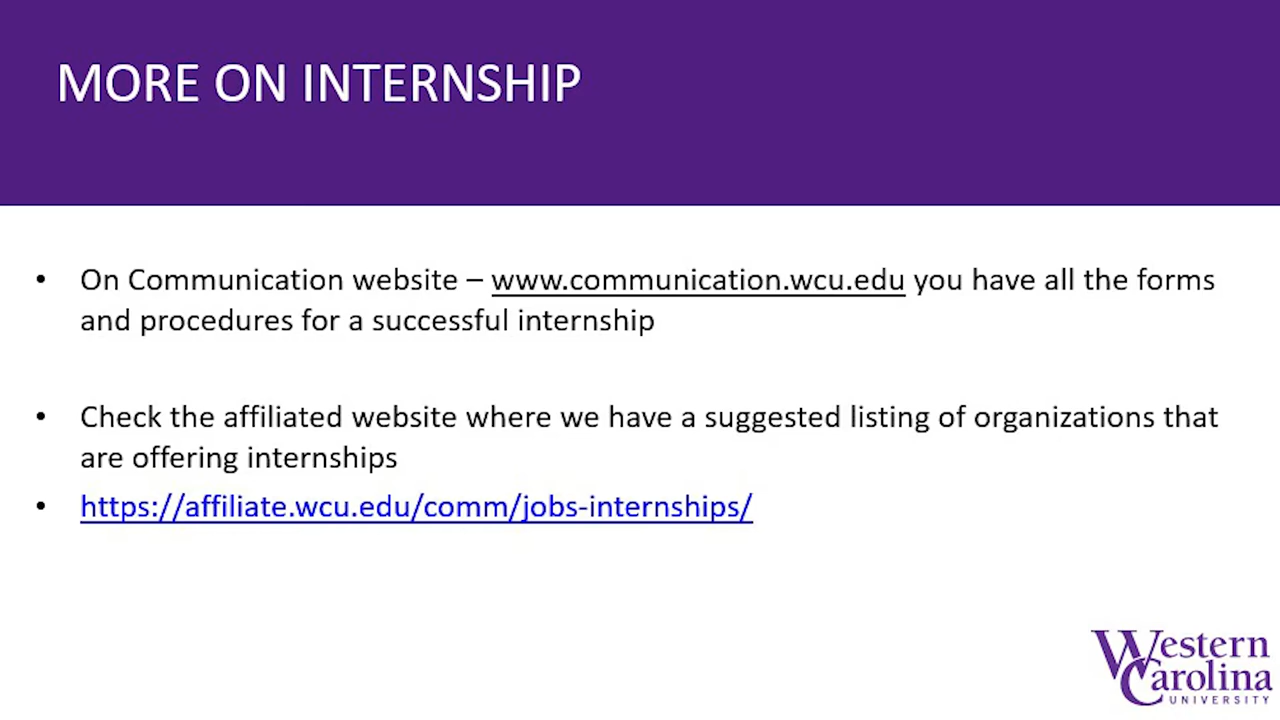 MORE ON INTERNSHIP
• On Communication website – www.communication.wcu.edu you have all the forms
and procedures for a successful internship
• Check the affiliated website where we have a suggested listing of organizations that
are offering internships
• https://affiliate.wcu.edu/comm/jobs-internships/
Western
Carolina
UNIVERSITY